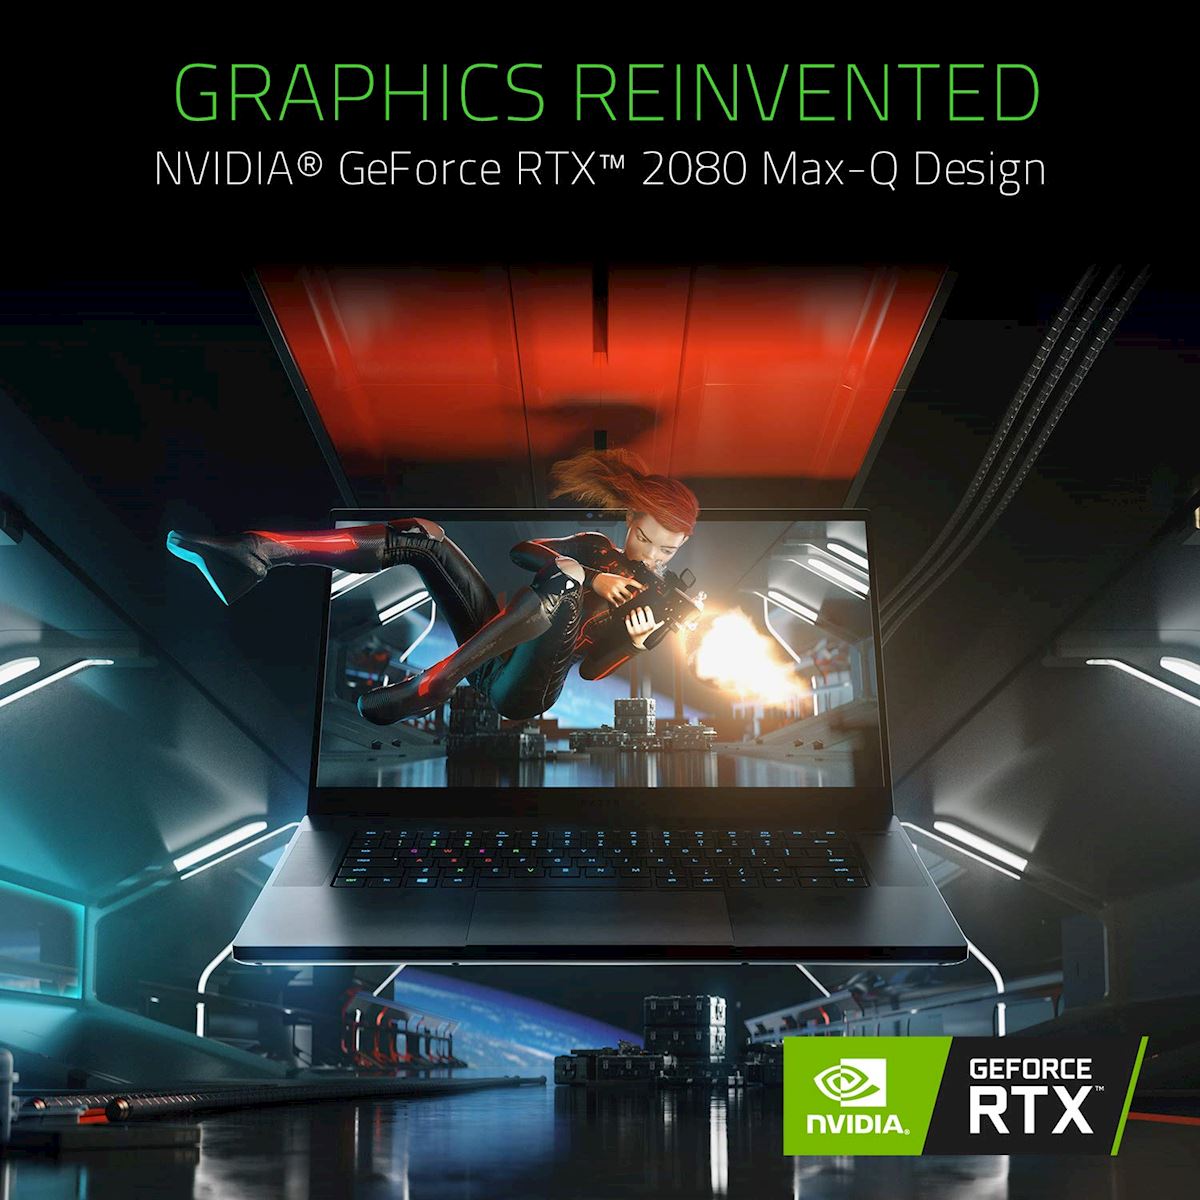 GRAPHICS REINVENTED
NVIDIA® GeForce RTX™ 2080 Max-Q Design
NVIDIA.
GEFORCE
RTX™